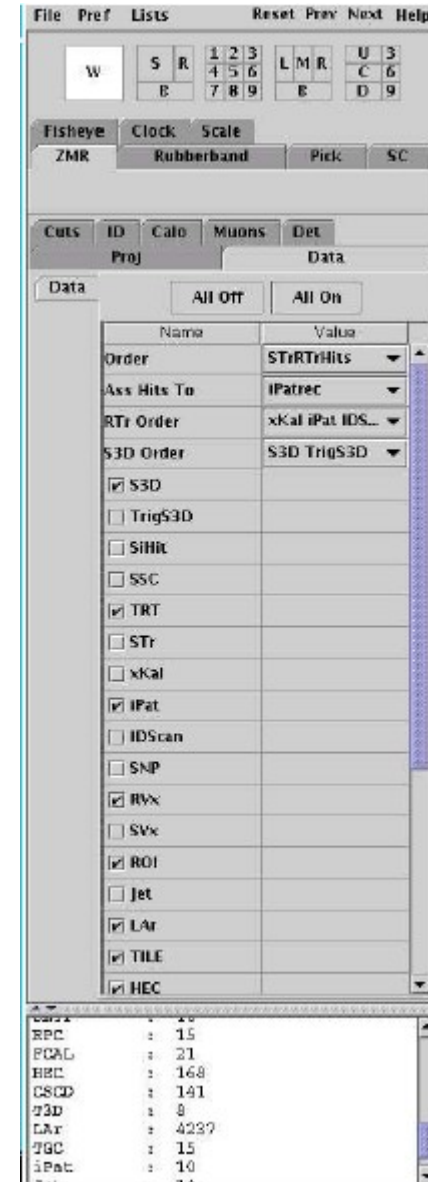 File Pref Lists Reset Prev Next Help
W S R 1 2 3 L M R U 3
4 5 6 C 6
B 7 8 9 B D 9
Fisheye Clock Scale
ZMR Rubberband Pick SC
Cuts ID Calo Muons Det
Proj Data
Data All Off All On
Name Value
Order STrRTrHits
Ass Hits To iPatrec
RTr Order xKal iPat IDS...
S3D Order S3D TrigS3D
S3D
TrigS3D
SiHit
SSC
TRT
STr
xKal
iPat
IDScan
SNP
RVx
SVx
ROI
Jet
LAr
TILE
HEC
RPC : 15
FCAL : 21
HEC : 168
CSCD : 141
T3D : 8
LAr : 4237
TGC : 15
iPat : 10